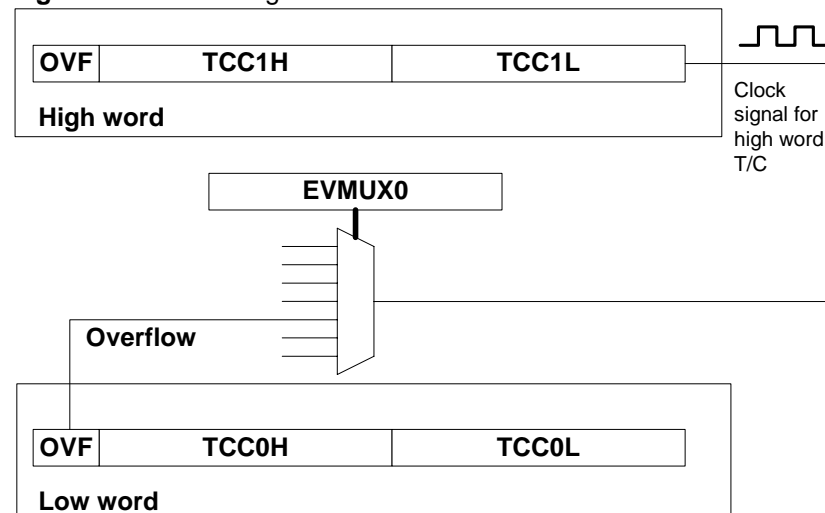 OVF TCC1H TCC1L
High word
Clock
signal for
high word
T/C
EVMUX0
Overflow
OVF TCC0H TCC0L
Low word